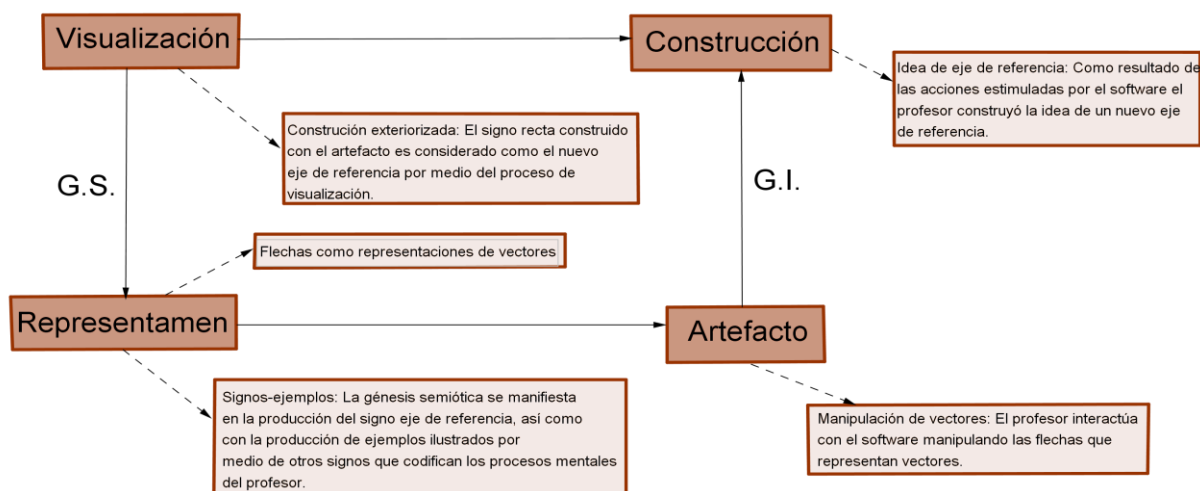 Visualización
Construcción
Idea de eje de referencia: Como resultado de
las acciones estimuladas por el software el
profesor construyó la idea de un nuevo eje
de referencia.
Construción exteriorizada: El signo recta construido
con el artefacto es considerado como el nuevo
eje de referencia por medio del proceso de
visualización.
G.S.
G.I.
Flechas como representaciones de vectores
Representamen
Artefacto
Signos-ejemplos: La génesis semiótica se manifiesta
en la producción del signo eje de referencia, así como
con la producción de ejemplos ilustrados por
medio de otros signos que codifican los procesos mentales
del profesor.
Manipulación de vectores: El profesor interactúa
con el software manipulando las flechas que
representan vectores.